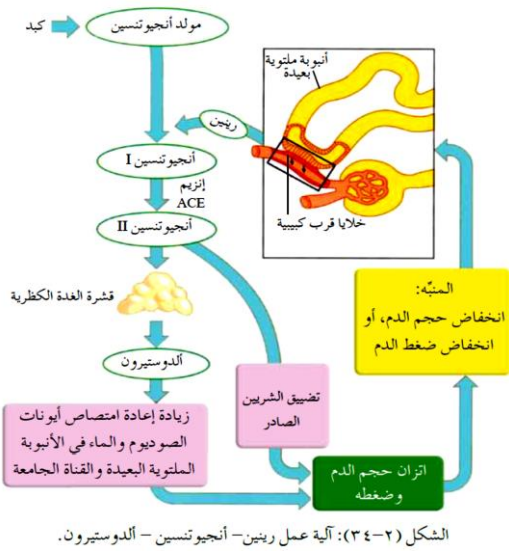 كبد
مولد أنجيوتنسين
أنبوبة ملتوية
بعيدة
رينين
خلايا قرب كبيبية
أنجيوتنسين I
إنزيم
ACE
أنجيوتنسين II
قشرة الغدة الكظرية
ألدوستيرون
زيادة إعادة امتصاص أيونات
الصوديوم والماء في الأنبوبة
الملتوية البعيدة والقناة الجامعة
تضييق الشريين
الصادر
المنبّه:
انخفاض حجم الدم، أو
انخفاض ضغط الدم
اتزان حجم الدم
وضغطه
الشكل (٢-٣٤): آلية عمل رينين- أنجيوتنسين - ألدوستيرون.